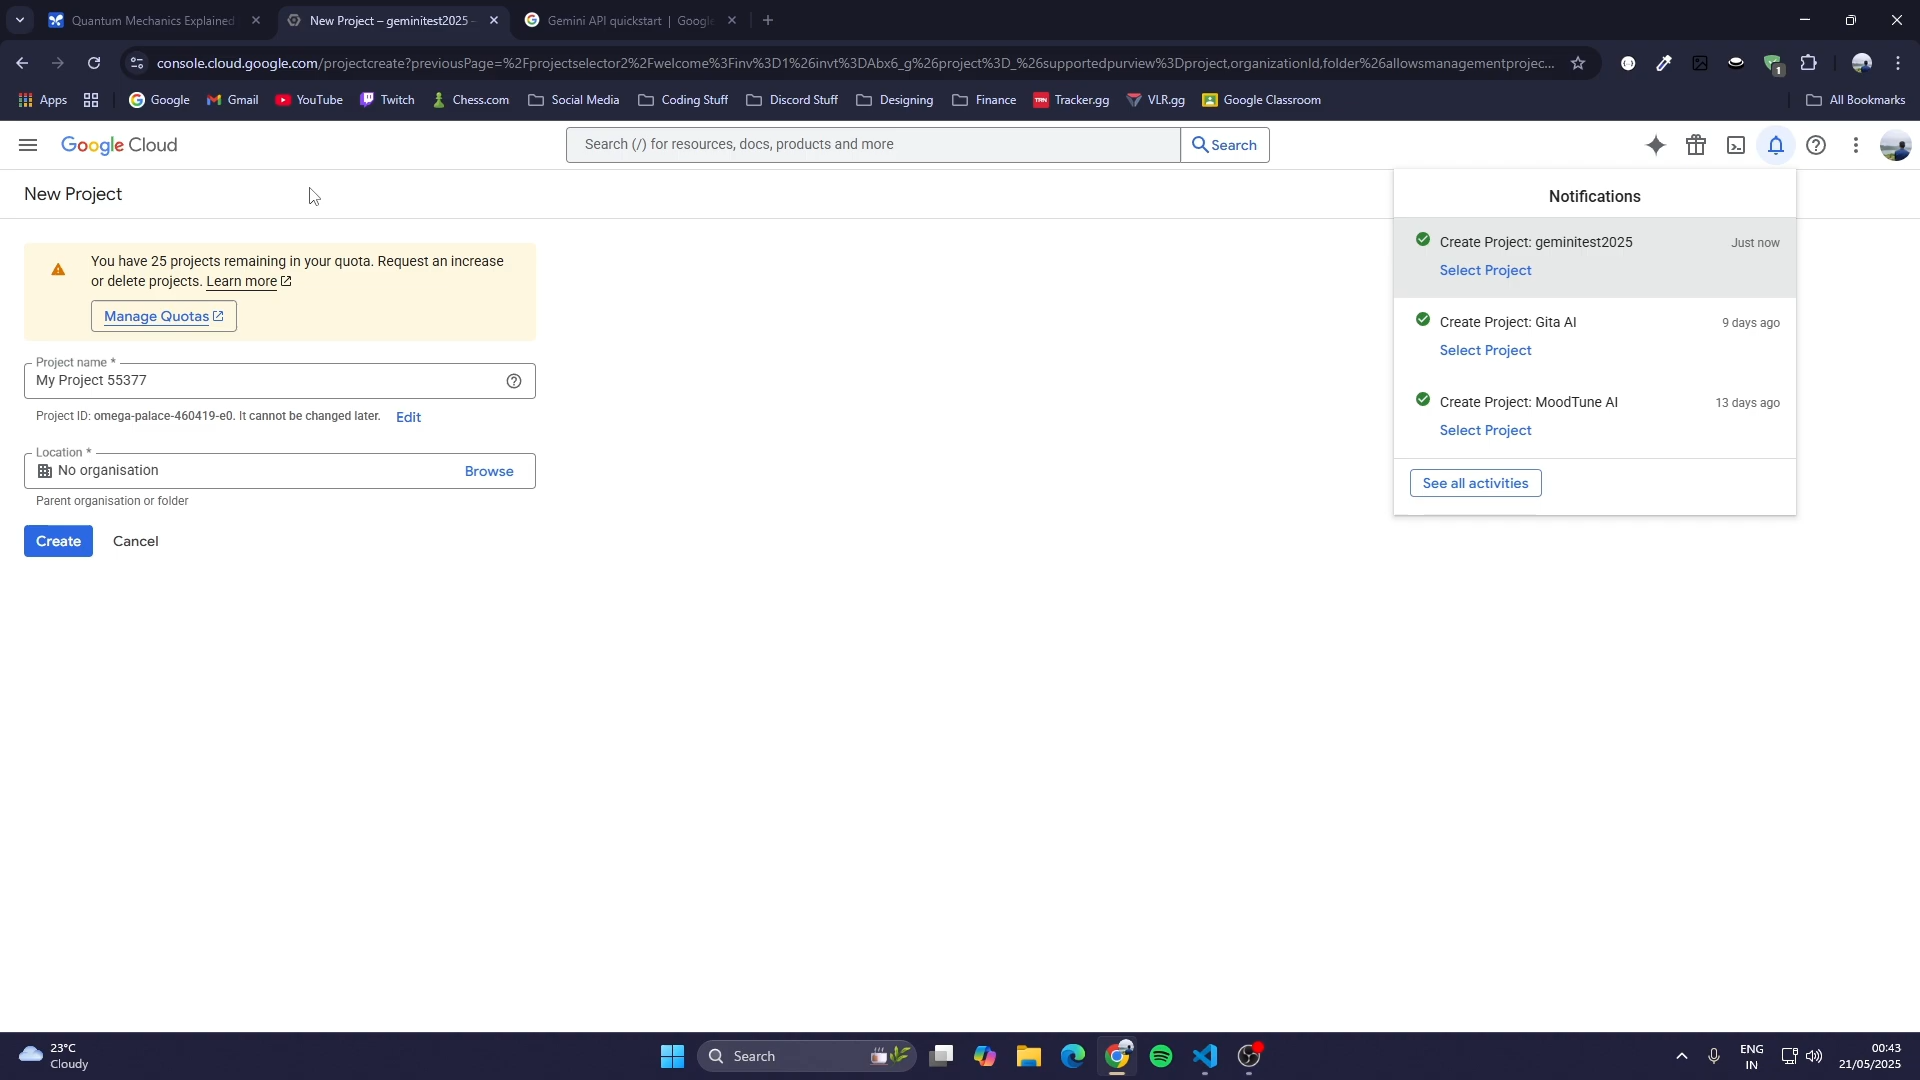 Quantum Mechanics Explained
New Project – geminitest2025 –
Gemini API quickstart | Google
console.cloud.google.com/projectcreate?previousPage=%2Fprojectselector2%2Fwelcome%3Finv%3D1%26invt%3DAbx6_g%26project%3D_%26supportedpurview%3Dproject,organizationId,folder%26allowsmanagementprojec...
1
Apps
Google
Gmail
YouTube
Twitch
Chess.com
Social Media
Coding Stuff
Discord Stuff
Designing
Finance
TRN Tracker.gg
VLR.gg
Google Classroom
All Bookmarks
Google Cloud
Search (/) for resources, docs, products and more
Search
New Project
You have 25 projects remaining in your quota. Request an increase
or delete projects. Learn more
Manage Quotas
Project name *
My Project 55377
Project ID: omega-palace-460419-e0. It cannot be changed later.
Edit
Location *
No organisation
Browse
Parent organisation or folder
Create
Cancel
Notifications
Create Project: geminitest2025
Just now
Select Project
Create Project: Gita AI
9 days ago
Select Project
Create Project: MoodTune AI
13 days ago
Select Project
See all activities
23°C
Cloudy
Search
ENG
IN
00:43
21/05/2025